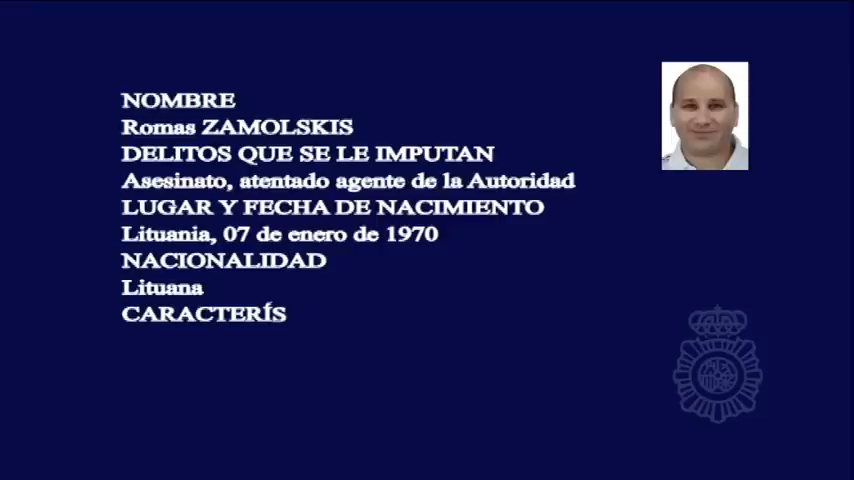 NOMBRE
Romas ZAMOLSKIS
DELITOS QUE SE LE IMPUTAN
Asesinato, atentado agente de la Autoridad
LUGAR Y FECHA DE NACIMIENTO
Lituania, 07 de enero de 1970
NACIONALIDAD
Lituana
CARACTERÍS